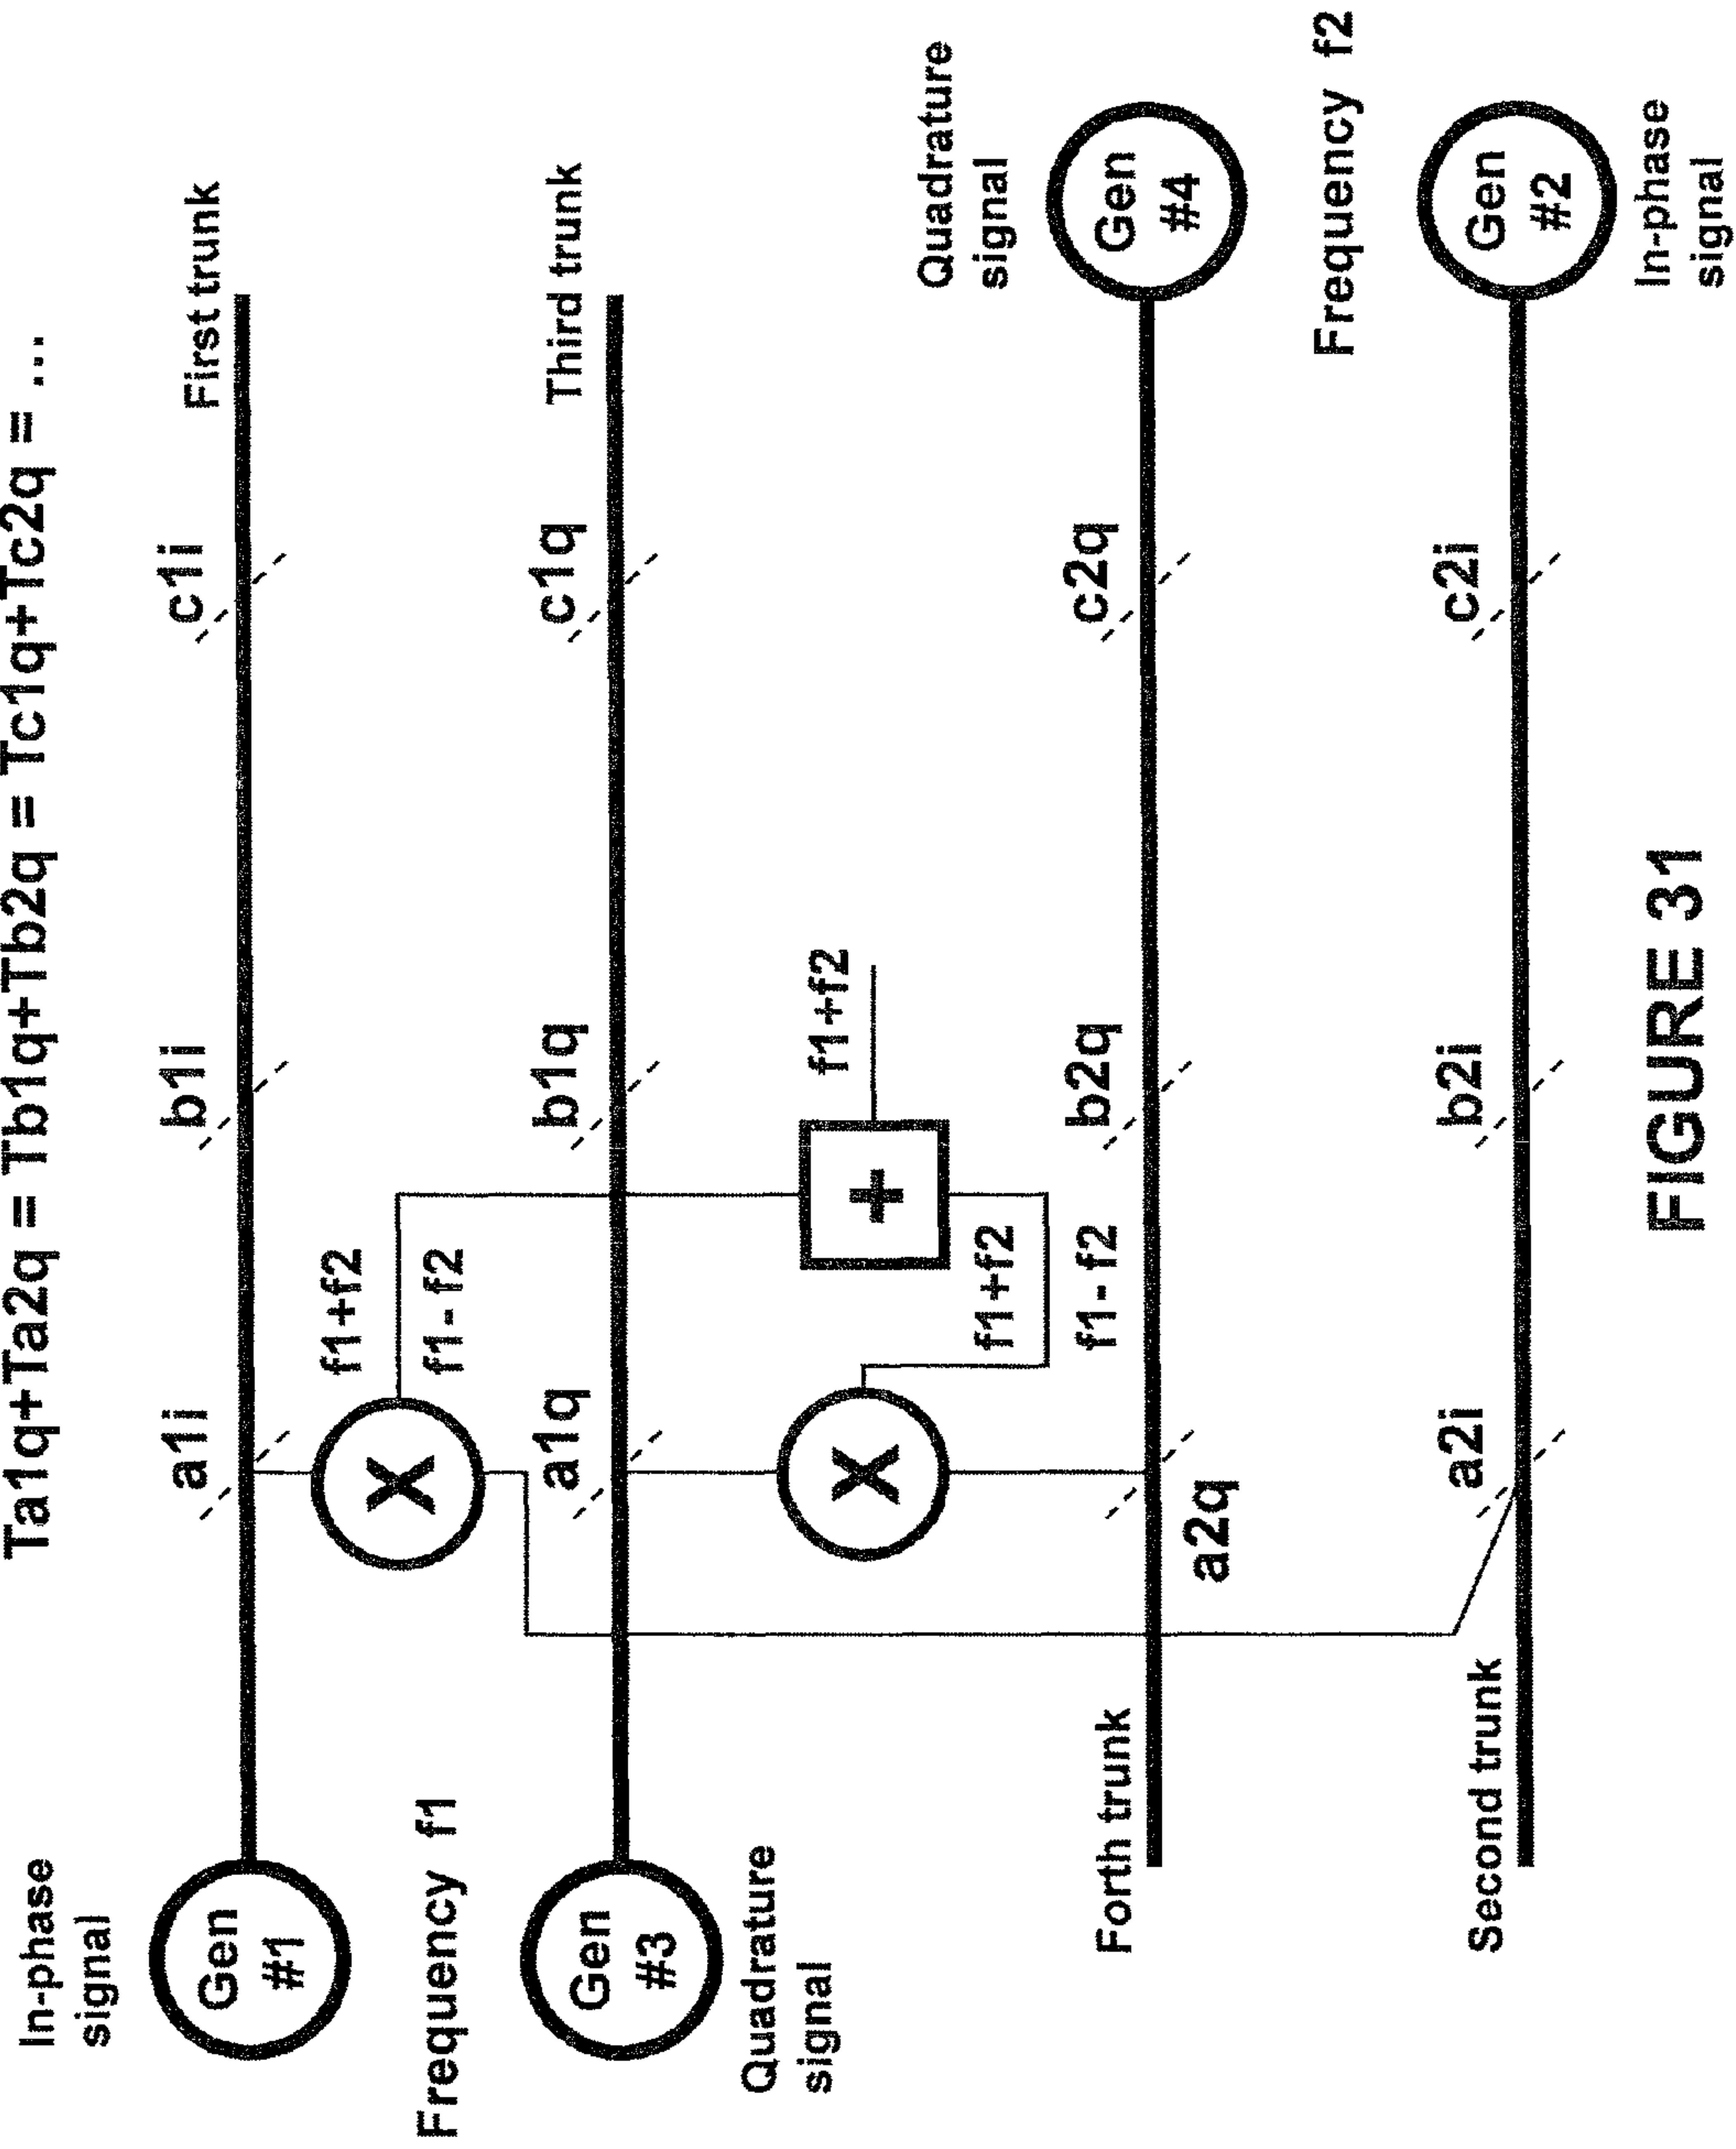 Ta1q+Ta2q = Tb1q+Tb2q = Tc1q+Tc2q = ...
In-phase
signal
Gen
#1
a1i
b1i
c1i
First trunk
Frequency f1
X
f1+f2
f1-f2
Gen
#3
a1q
b1q
c1q
Third trunk
Quadrature
signal
X
+
f1+f2
f1+f2
f1-f2
Quadrature
signal
Forth trunk
a2q
b2q
c2q
Gen
#4
Frequency f2
Second trunk
a2i
b2i
c2i
Gen
#2
In-phase
signal
FIGURE 31